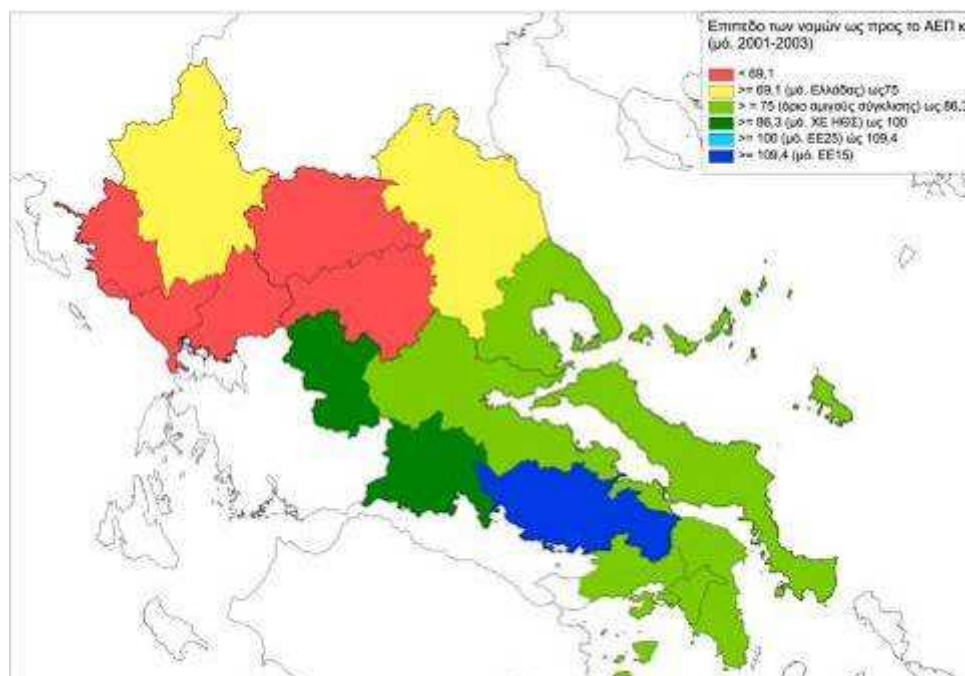 Επιπεδο των νομών ως προς το ΑΕΠ κ
(μό. 2001-2003)
< 69,1
>= 69,1 (μό. Ελλάδας) ως75
> = 75 (όριο αμιγούς σύγκλισης) ως 86,3
>= 86,3 (μό. ΧΕ ΗΘΣ) ως 100
>= 100 (μό. ΕΕ25) ώς 109,4
>= 109,4 (μό. ΕΕ15)